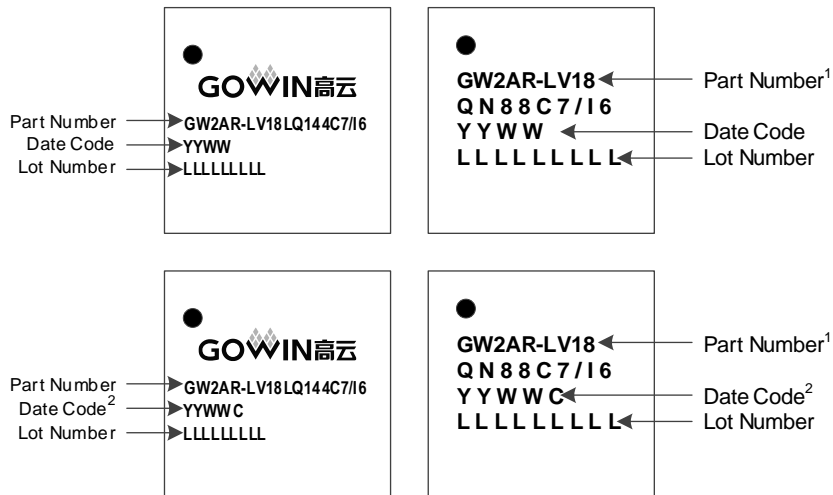 GOWIN高云
Part Number
GW2AR-LV18LQ144C7/I6
Date Code
YYWW
Lot Number
LLLLLLLLL
GW2AR-LV18
Part Number¹
QN88C7/I6
YYWW
Date Code
LLLLLLLLL
Lot Number
GOWIN高云
Part Number
GW2AR-LV18LQ144C7/I6
Date Code²
YYWWC
Lot Number
LLLLLLLLL
GW2AR-LV18
Part Number¹
QN88C7/I6
YYWWC
Date Code²
LLLLLLLLL
Lot Number